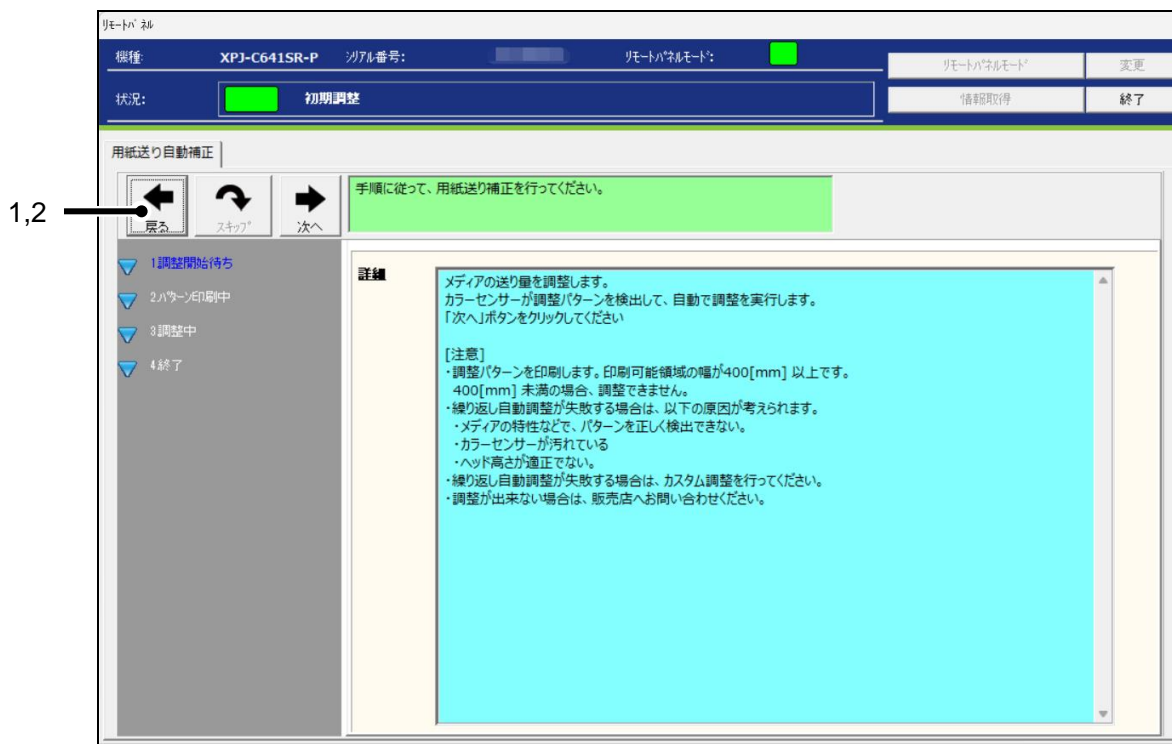 リモートパネル
機種: XPJ-C641SR-P シリアル番号: リモートパネルモード:
リモートパネルモード 変更
状況: 初期調整
情報取得 終了
用紙送り自動補正
戻る スキップ 次へ
手順に従って、用紙送り補正を行ってください。
1,2
1調整開始待ち
2.パターン印刷中
3調整中
4終了
詳細
メディアの送り量を調整します。
カラーセンサーが調整パターンを検出して、自動で調整を実行します。
「次へ」ボタンをクリックしてください
[注意]
・調整パターンを印刷します。印刷可能領域の幅が400[mm] 以上です。
400[mm] 未満の場合、調整できません。
・繰り返し自動調整が失敗する場合は、以下の原因が考えられます。
・メディアの特性などで、パターンを正しく検出できない。
・カラーセンサーが汚れている
・ヘッド高さが適正でない。
・繰り返し自動調整が失敗する場合は、カスタム調整を行ってください。
・調整が出来ない場合は、販売店へお問い合わせください。